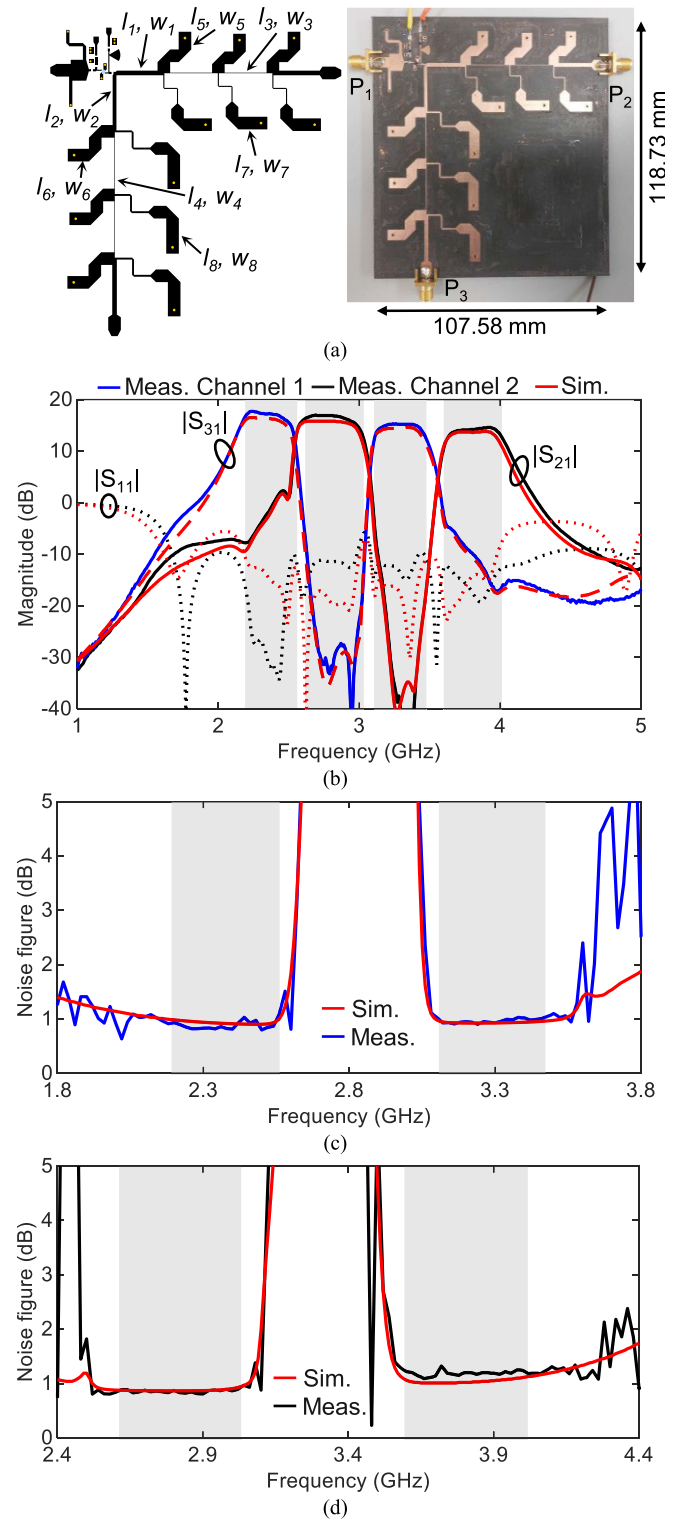 l1, w1
l5, w5
l3, w3
l2, w2
l7, w7
l6, w6
l4, w4
l8, w8
P1
P2
P3
118.73 mm
107.58 mm
(a)
Meas. Channel 1
Meas. Channel 2
Sim.
20
10
0
-10
-20
-30
-40
Magnitude (dB)
|S31|
|S11|
|S21|
1
2
3
4
5
Frequency (GHz)
(b)
5
4
3
2
1
0
Noise figure (dB)
Sim.
Meas.
1.8
2.3
2.8
3.3
3.8
Frequency (GHz)
(c)
5
4
3
2
1
0
Noise figure (dB)
Sim.
Meas.
2.4
2.9
3.4
3.9
4.4
Frequency (GHz)
(d)